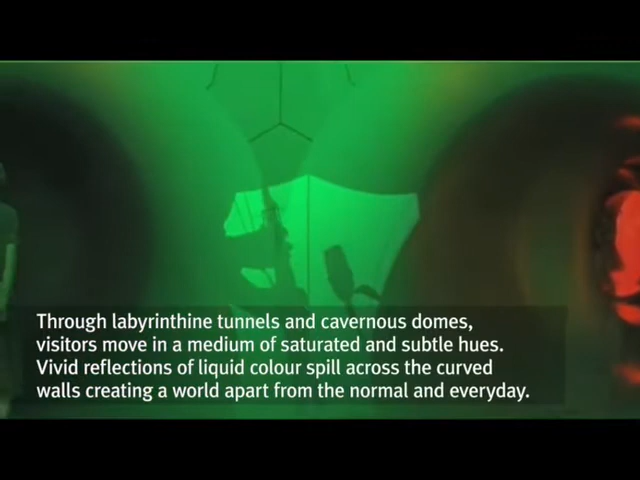 Through labyrinthine tunnels and cavernous domes,
visitors move in a medium of saturated and subtle hues.
Vivid reflections of liquid colour spill across the curved
walls creating a world apart from the normal and everyday.